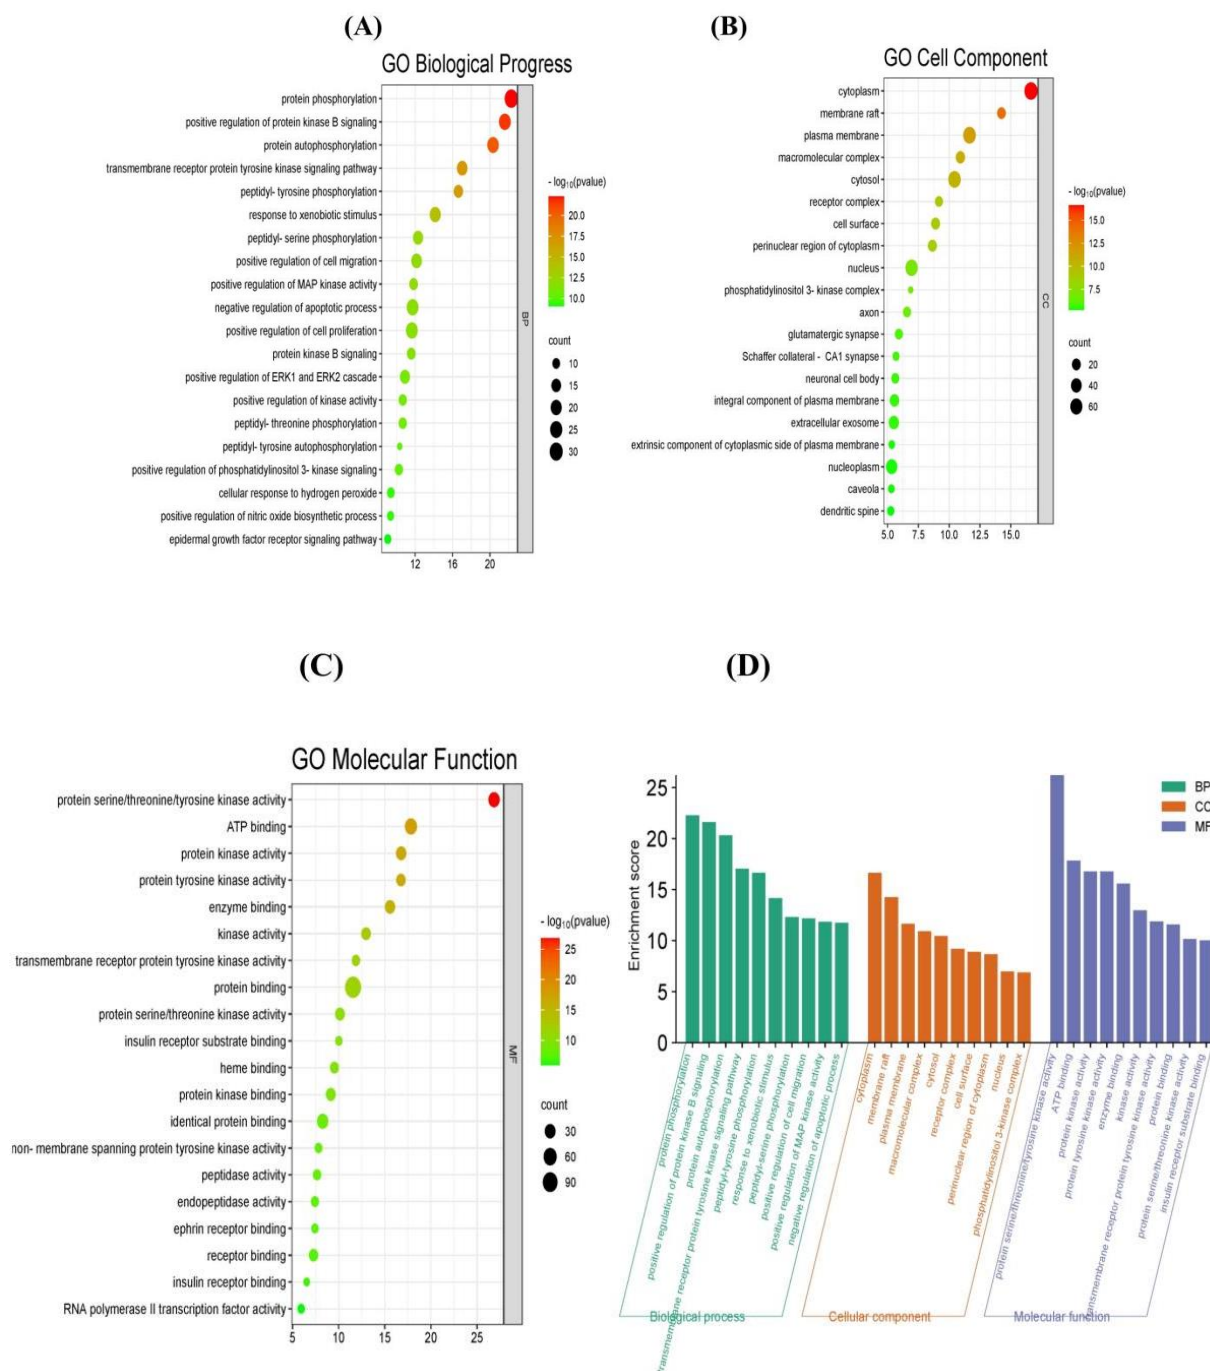 (A)
GO Biological Progress
protein phosphorylation
positive regulation of protein kinase B signaling
protein autophosphorylation
transmembrane receptor protein tyrosine kinase signaling pathway
peptidyl- tyrosine phosphorylation
response to xenobiotic stimulus
peptidyl- serine phosphorylation
positive regulation of cell migration
positive regulation of MAP kinase activity
negative regulation of apoptotic process
positive regulation of cell proliferation
protein kinase B signaling
positive regulation of ERK1 and ERK2 cascade
positive regulation of kinase activity
peptidyl- threonine phosphorylation
peptidyl- tyrosine autophosphorylation
positive regulation of phosphatidylinositol 3- kinase signaling
cellular response to hydrogen peroxide
positive regulation of nitric oxide biosynthetic process
epidermal growth factor receptor signaling pathway
12 16 20
BP
- log10(pvalue)
20.0
17.5
15.0
12.5
10.0
count
10
15
20
25
30
(B)
GO Cell Component
cytoplasm
membrane raft
plasma membrane
macromolecular complex
cytosol
receptor complex
cell surface
perinuclear region of cytoplasm
nucleus
phosphatidylinositol 3- kinase complex
axon
glutamatergic synapse
Schaffer collateral - CA1 synapse
neuronal cell body
integral component of plasma membrane
extracellular exosome
extrinsic component of cytoplasmic side of plasma membrane
nucleoplasm
caveola
dendritic spine
5.0 7.5 10.0 12.5 15.0
CC
- log10(pvalue)
15.0
12.5
10.0
7.5
count
20
40
60
(C)
GO Molecular Function
protein serine/threonine/tyrosine kinase activity
ATP binding
protein kinase activity
protein tyrosine kinase activity
enzyme binding
kinase activity
transmembrane receptor protein tyrosine kinase activity
protein binding
protein serine/threonine kinase activity
insulin receptor substrate binding
heme binding
protein kinase binding
identical protein binding
non- membrane spanning protein tyrosine kinase activity
peptidase activity
endopeptidase activity
ephrin receptor binding
receptor binding
insulin receptor binding
RNA polymerase II transcription factor activity
5 10 15 20 25
MF
- log10(pvalue)
25
20
15
10
count
30
60
90
(D)
Enrichment score
25
20
15
10
5
0
BP
CC
MF
protein phosphorylation
positive regulation of protein kinase B signaling
protein autophosphorylation
transmembrane receptor protein tyrosine kinase signaling pathway
peptidyl-tyrosine phosphorylation
response to xenobiotic stimulus
peptidyl-serine phosphorylation
positive regulation of cell migration
positive regulation of MAP kinase activity
negative regulation of apoptotic process
Biological process
cytoplasm
membrane raft
plasma membrane
macromolecular complex
cytosol
receptor complex
cell surface
perinuclear region of cytoplasm
nucleus
phosphatidylinositol 3-kinase complex
Cellular component
protein serine/threonine/tyrosine kinase activity
ATP binding
protein kinase activity
protein tyrosine kinase activity
enzyme binding
kinase activity
ransmembrane receptor protein tyrosine kinase activity
protein binding
protein serine/threonine kinase activity
insulin receptor substrate binding
Molecular function